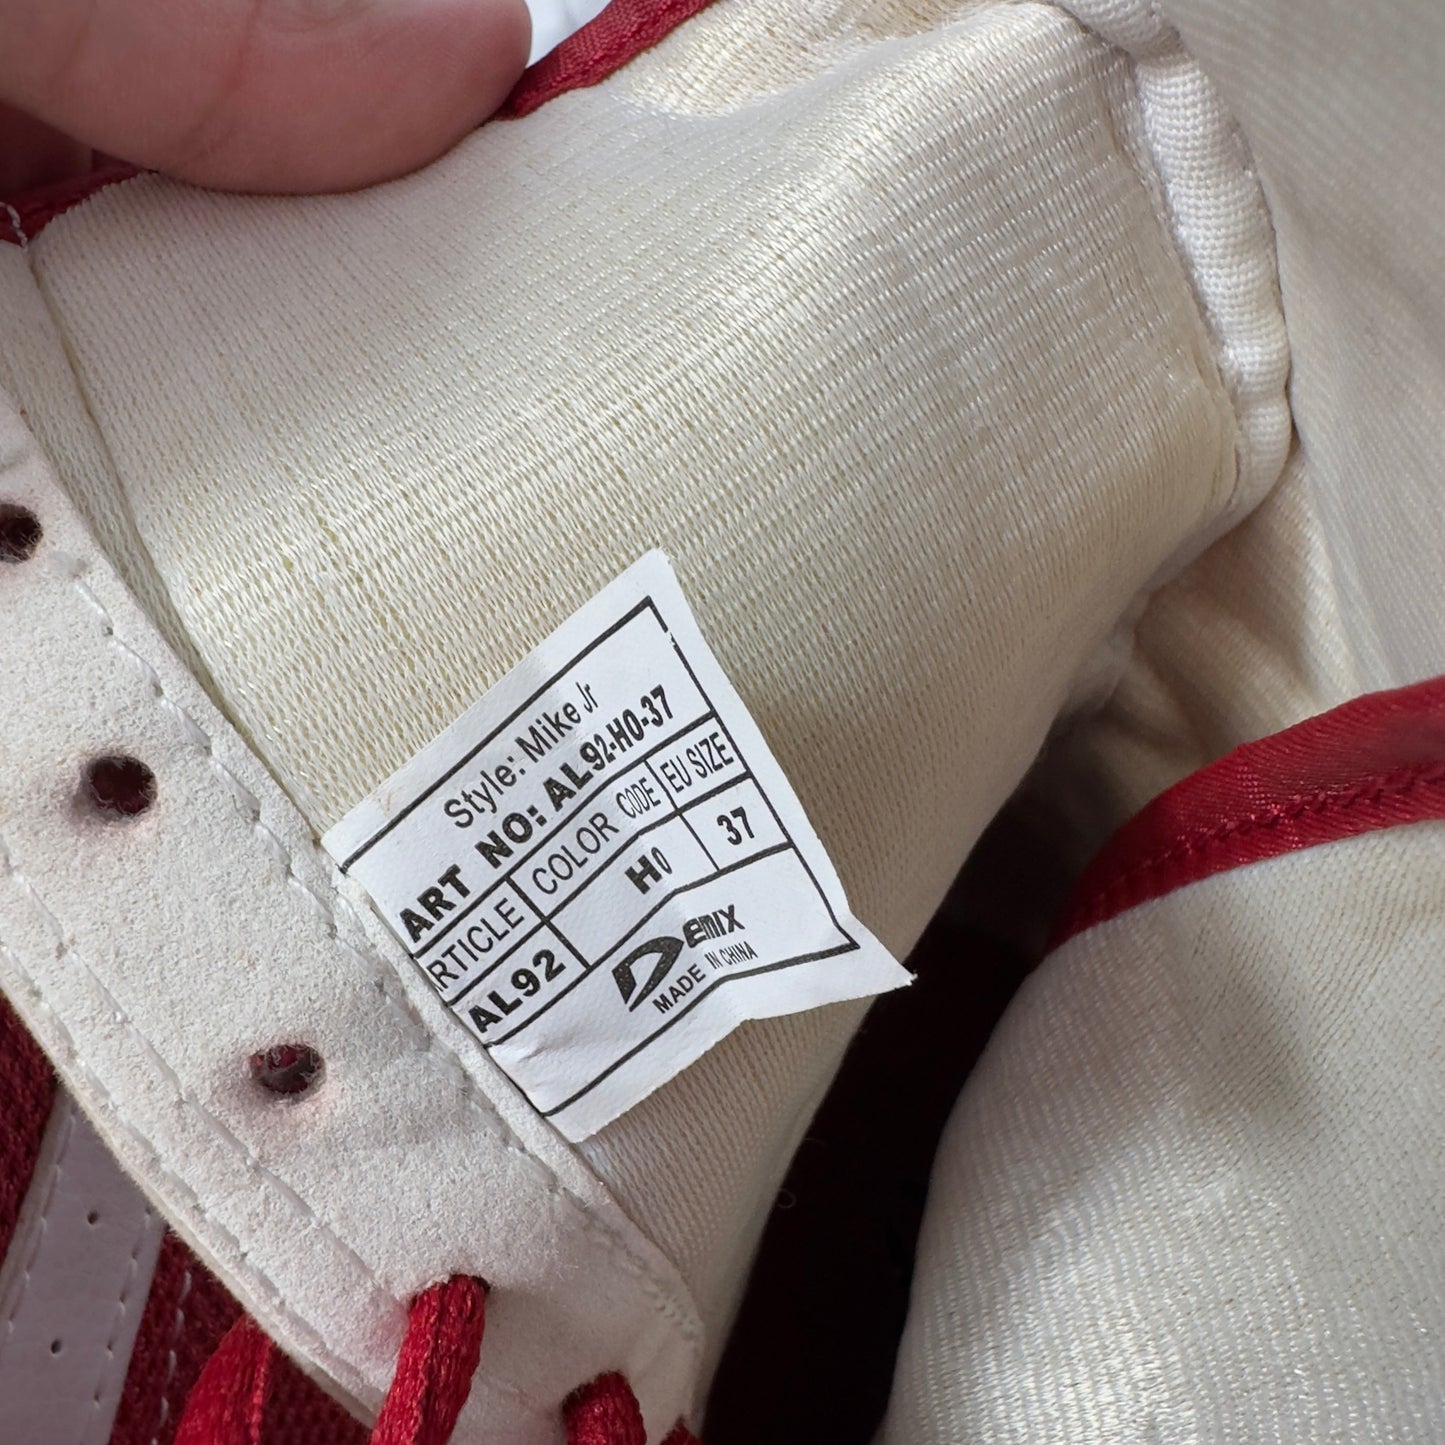 Style: Mike Jr
ART NO: AL92-H0-37
ARTICLE COLOR CODE EU SIZE
AL92 H0 37
Demix
MADE IN CHINA